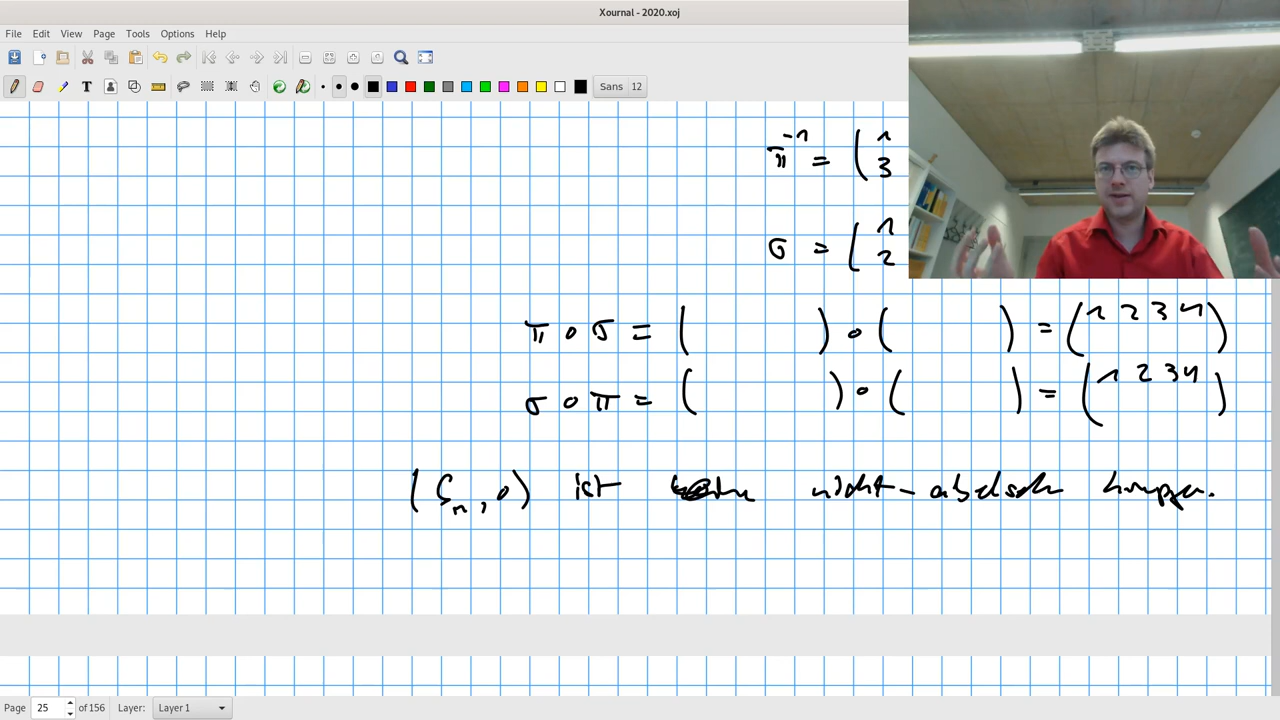 Xournal - 2020.xoj
File Edit View Page Tools Options Help
T Sans 12
π⁻¹ = ( 1
3
σ = ( 1
2
π ∘ σ = ( ) ∘ ( ) = ( 1 2 3 4 )
σ ∘ π = ( ) ∘ ( ) = ( 1 2 3 4 )
(Sₙ, ∘) ist nicht-abelsche Gruppe.
Page 25 of 156 Layer: Layer 1